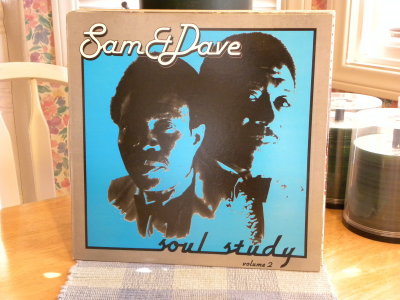 Sam & Dave
soul study
volume 2